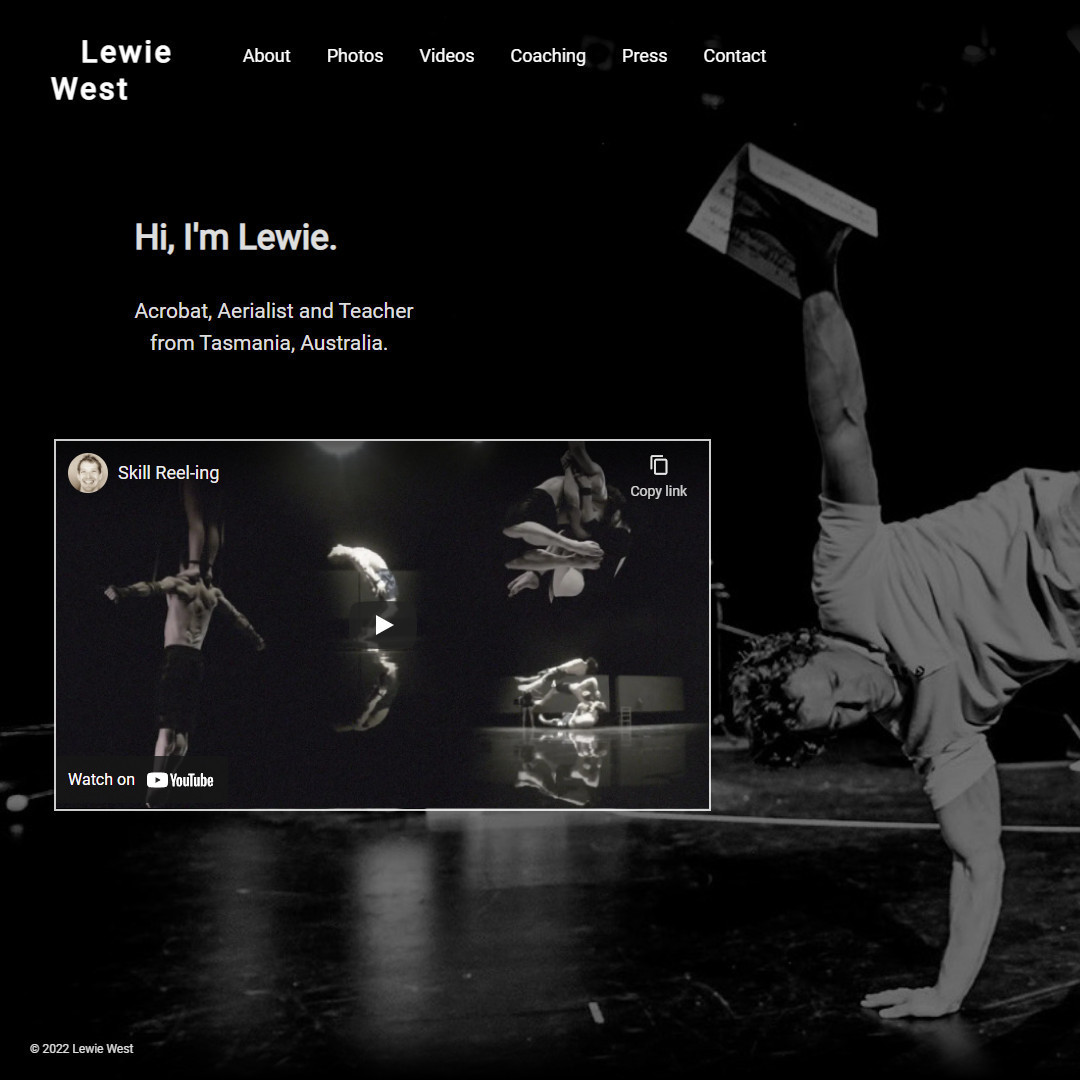 Lewie
West
About Photos Videos Coaching Press Contact
Hi, I'm Lewie.
Acrobat, Aerialist and Teacher
from Tasmania, Australia.
Skill Reel-ing
Copy link
Watch on YouTube
© 2022 Lewie West